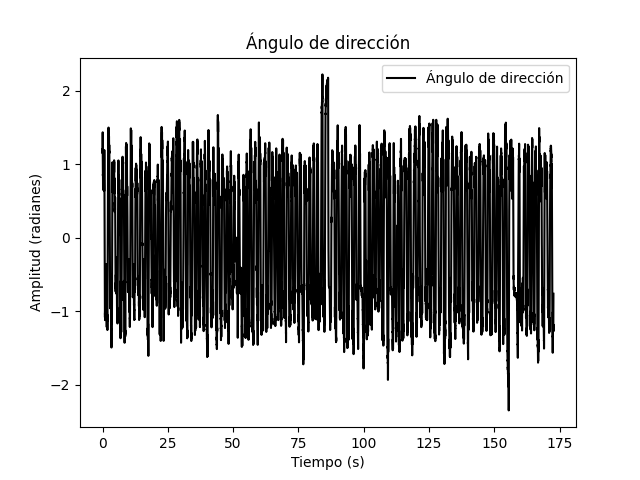 Ángulo de dirección
Ángulo de dirección
Amplitud (radianes)
2
1
0
−1
−2
0 25 50 75 100 125 150 175
Tiempo (s)